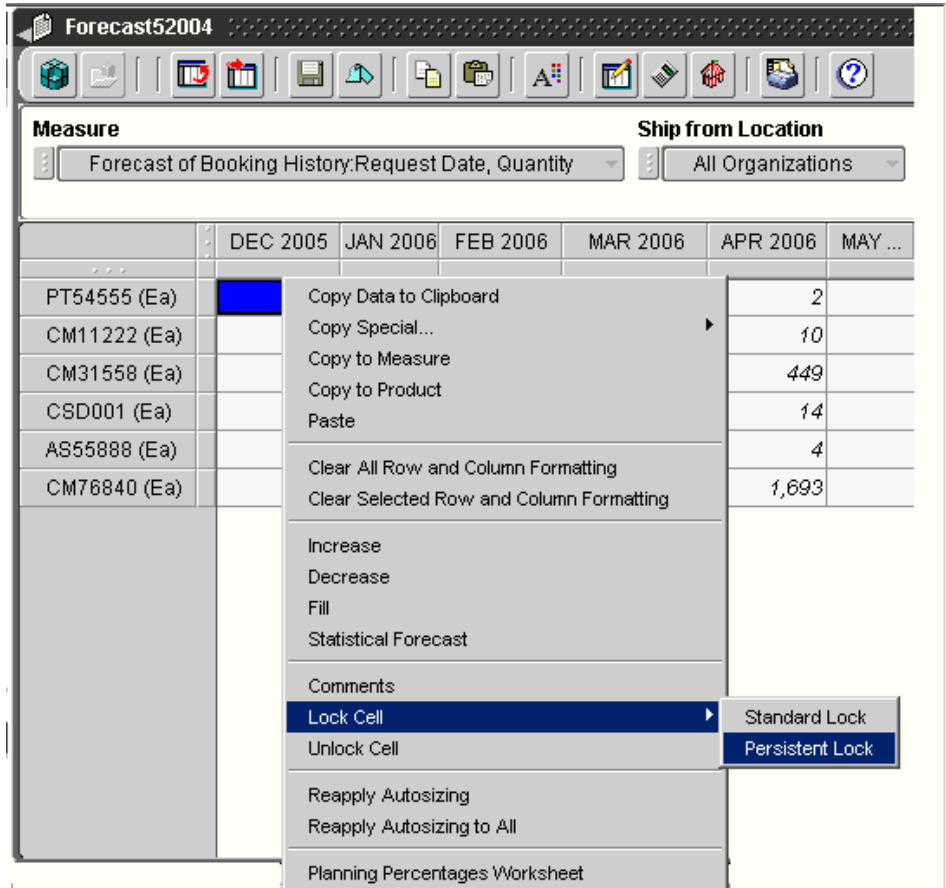 Forecast52004
Measure
Ship from Location
Forecast of Booking History:Request Date, Quantity
All Organizations
DEC 2005 JAN 2006 FEB 2006 MAR 2006 APR 2006 MAY ...
PT54555 (Ea) 2
CM11222 (Ea) 10
CM31558 (Ea) 449
CSD001 (Ea) 14
AS55888 (Ea) 4
CM76840 (Ea) 1,693
Copy Data to Clipboard
Copy Special...
Copy to Measure
Copy to Product
Paste
Clear All Row and Column Formatting
Clear Selected Row and Column Formatting
Increase
Decrease
Fill
Statistical Forecast
Comments
Lock Cell
Standard Lock
Persistent Lock
Unlock Cell
Reapply Autosizing
Reapply Autosizing to All
Planning Percentages Worksheet